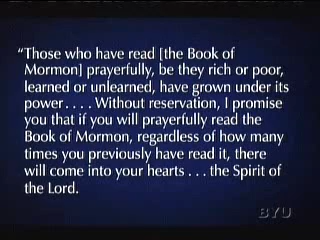 “Those who have read [the Book of
Mormon] prayerfully, be they rich or poor,
learned or unlearned, have grown under its
power . . . . Without reservation, I promise
you that if you will prayerfully read the
Book of Mormon, regardless of how many
times you previously have read it, there
will come into your hearts . . . the Spirit of
the Lord.
BYU